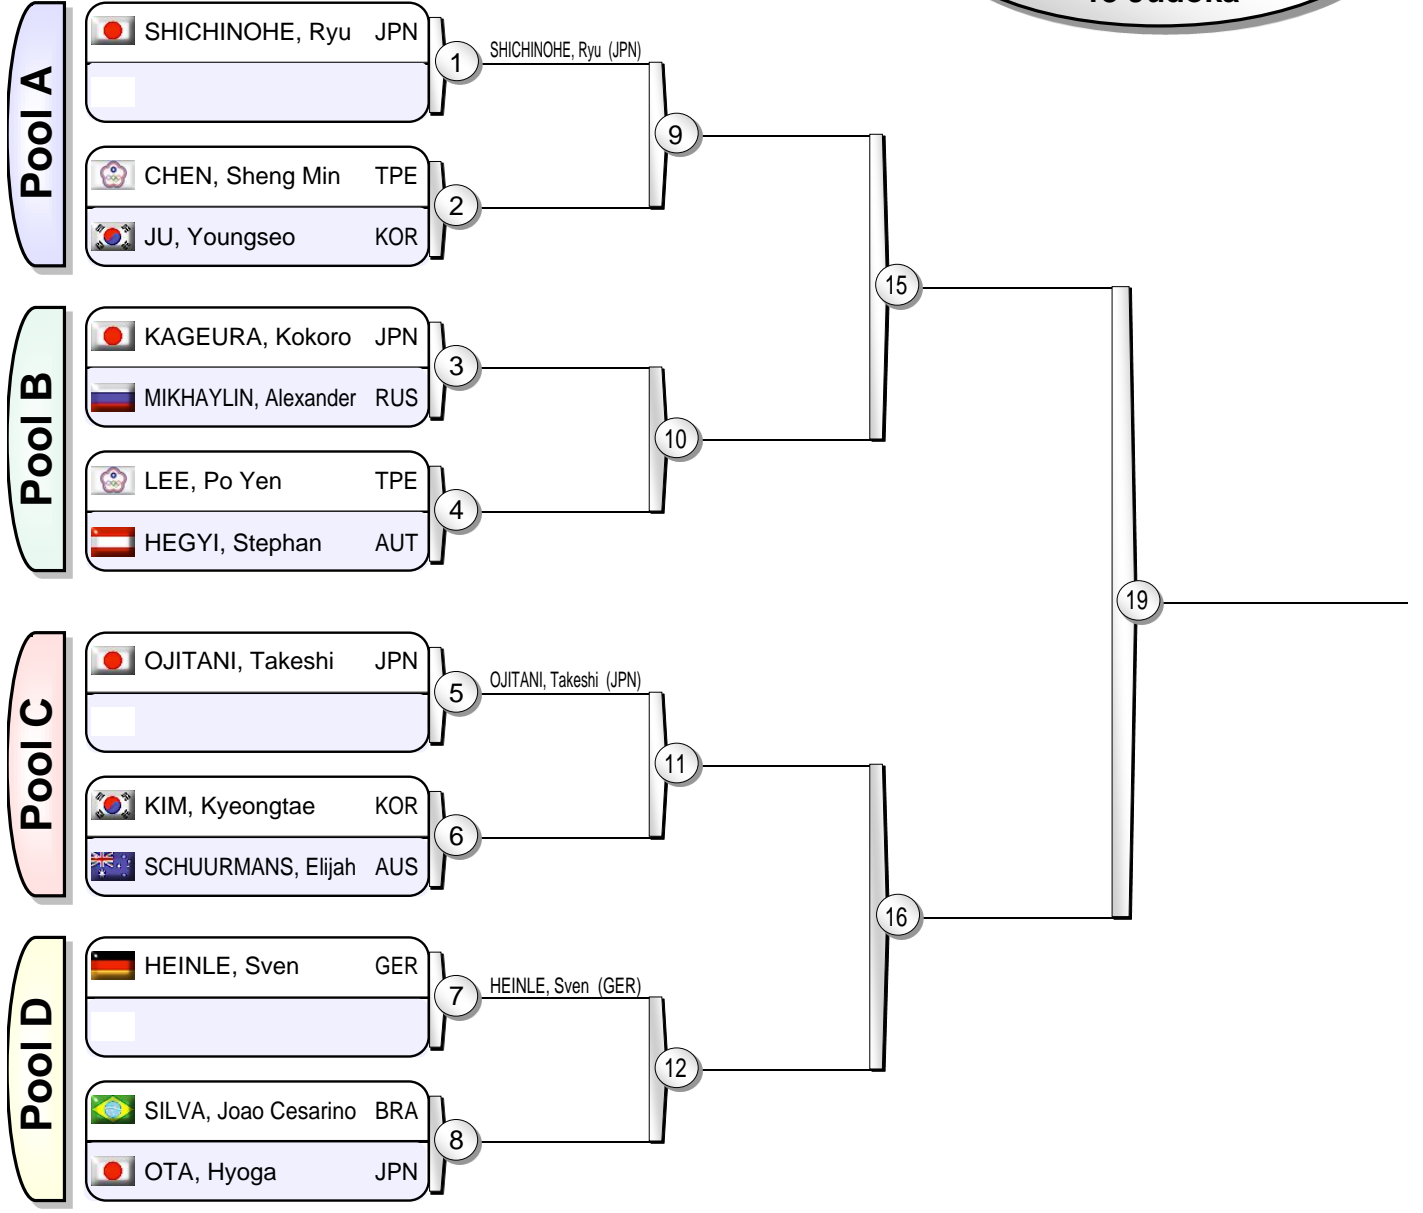 Pool A
SHICHINOHE, Ryu JPN
1
SHICHINOHE, Ryu (JPN)
9
CHEN, Sheng Min TPE
2
JU, Youngseo KOR
15
Pool B
KAGEURA, Kokoro JPN
3
MIKHAYLIN, Alexander RUS
10
LEE, Po Yen TPE
4
HEGYI, Stephan AUT
19
Pool C
OJITANI, Takeshi JPN
5
OJITANI, Takeshi (JPN)
11
KIM, Kyeongtae KOR
6
SCHUURMANS, Elijah AUS
16
Pool D
HEINLE, Sven GER
7
HEINLE, Sven (GER)
12
SILVA, Joao Cesarino BRA
8
OTA, Hyoga JPN